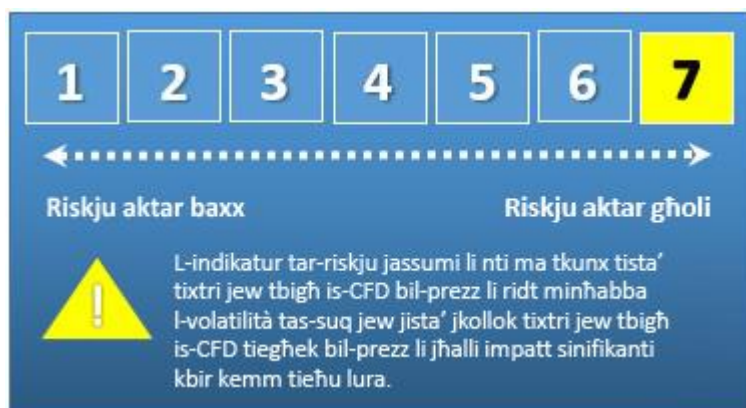 1 2 3 4 5 6 7
Riskju aktar baxx Riskju aktar għoli
!
L-indikatur tar-riskju jassumi li nti ma tkunx tista’
tixtri jew tbigħ is-CFD bil-prezz li ridt minħabba
l-volatilità tas-suq jew jista’ jkollok tixtri jew tbigħ
is-CFD tiegħek bil-prezz li jħalli impatt sinifikanti
kbir kemm tieħu lura.